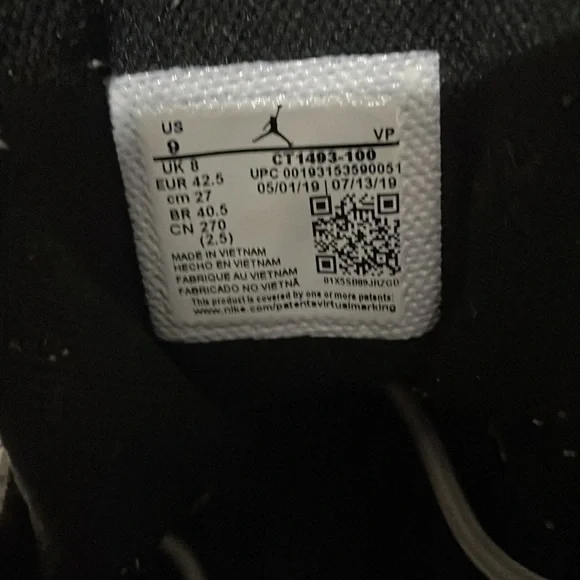 US
9
VP
UK 8
CT1493-100
EUR 42.5
UPC 00193153590051
cm 27
05/01/19 | 07/13/19
BR 40.5
CN 270
(2.5)
MADE IN VIETNAM
HECHO EN VIETNAM
FABRIQUE AU VIETNAM
FABRICADO NO VIETNÃ
This product is covered by one or more patents:
www.nike.com/patentsvirtualmarking